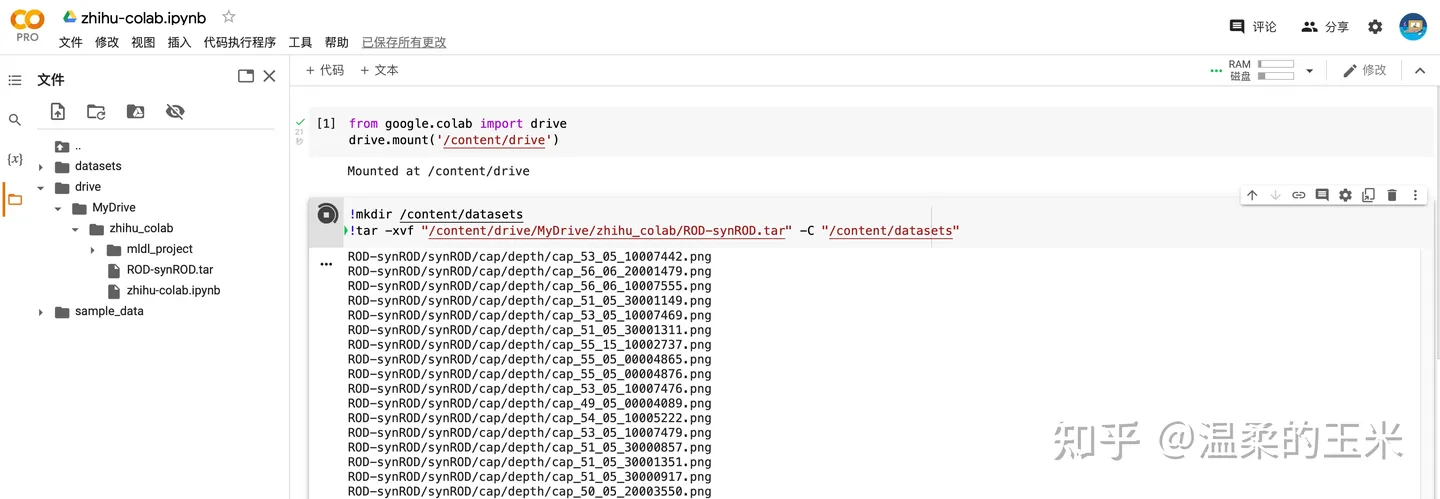 CO
PRO
zhihu-colab.ipynb
文件 修改 视图 插入 代码执行程序 工具 帮助 已保存所有更改
评论 分享
文件
..
datasets
drive
MyDrive
zhihu_colab
mldl_project
ROD-synROD.tar
zhihu-colab.ipynb
sample_data
{x}
+ 代码 + 文本
RAM
磁盘
修改
21
秒
[1] from google.colab import drive
drive.mount('/content/drive')
Mounted at /content/drive
!mkdir /content/datasets
!tar -xvf "/content/drive/MyDrive/zhihu_colab/ROD-synROD.tar" -C "/content/datasets"
ROD-synROD/synROD/cap/depth/cap_53_05_10007442.png
ROD-synROD/synROD/cap/depth/cap_56_06_20001479.png
ROD-synROD/synROD/cap/depth/cap_56_06_10007555.png
ROD-synROD/synROD/cap/depth/cap_51_05_30001149.png
ROD-synROD/synROD/cap/depth/cap_53_05_10007469.png
ROD-synROD/synROD/cap/depth/cap_51_05_30001311.png
ROD-synROD/synROD/cap/depth/cap_55_15_10002737.png
ROD-synROD/synROD/cap/depth/cap_55_05_00004865.png
ROD-synROD/synROD/cap/depth/cap_55_05_00004876.png
ROD-synROD/synROD/cap/depth/cap_53_05_10007476.png
ROD-synROD/synROD/cap/depth/cap_49_05_00004089.png
ROD-synROD/synROD/cap/depth/cap_54_05_10005222.png
ROD-synROD/synROD/cap/depth/cap_53_05_10007479.png
ROD-synROD/synROD/cap/depth/cap_51_05_30000857.png
ROD-synROD/synROD/cap/depth/cap_51_05_30001351.png
ROD-synROD/synROD/cap/depth/cap_51_05_30000917.png
ROD-synROD/synROD/cap/depth/cap_50_05_20003550.png
知乎 @温柔的玉米